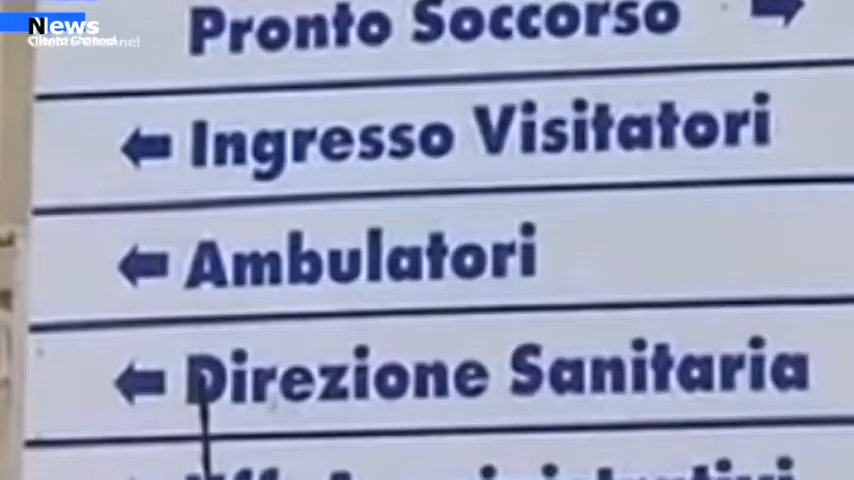 News
Pronto Soccorso
Ingresso Visitatori
Ambulatori
Direzione Sanitaria